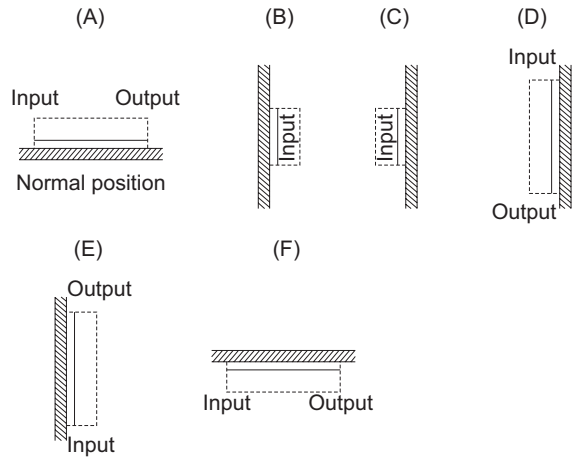 (A)
(B)
(C)
(D)
Input
Output
Normal position
Input
Input
Input
Output
(E)
(F)
Output
Input
Input
Output